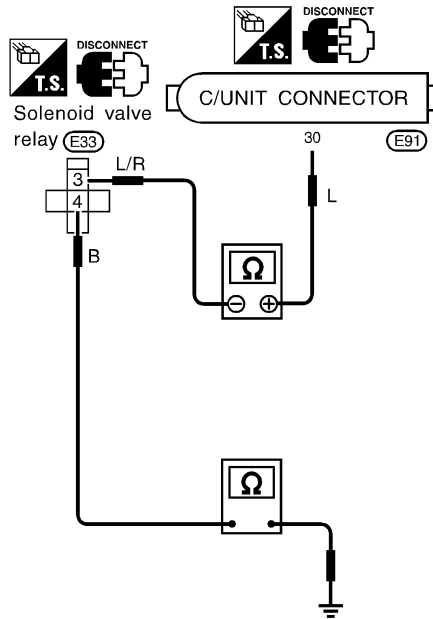 DISCONNECT
T.S.
DISCONNECT
T.S.
Solenoid valve
relay E33
C/UNIT CONNECTOR
30
E91
3
L/R
4
L
B
Ω
− +
Ω